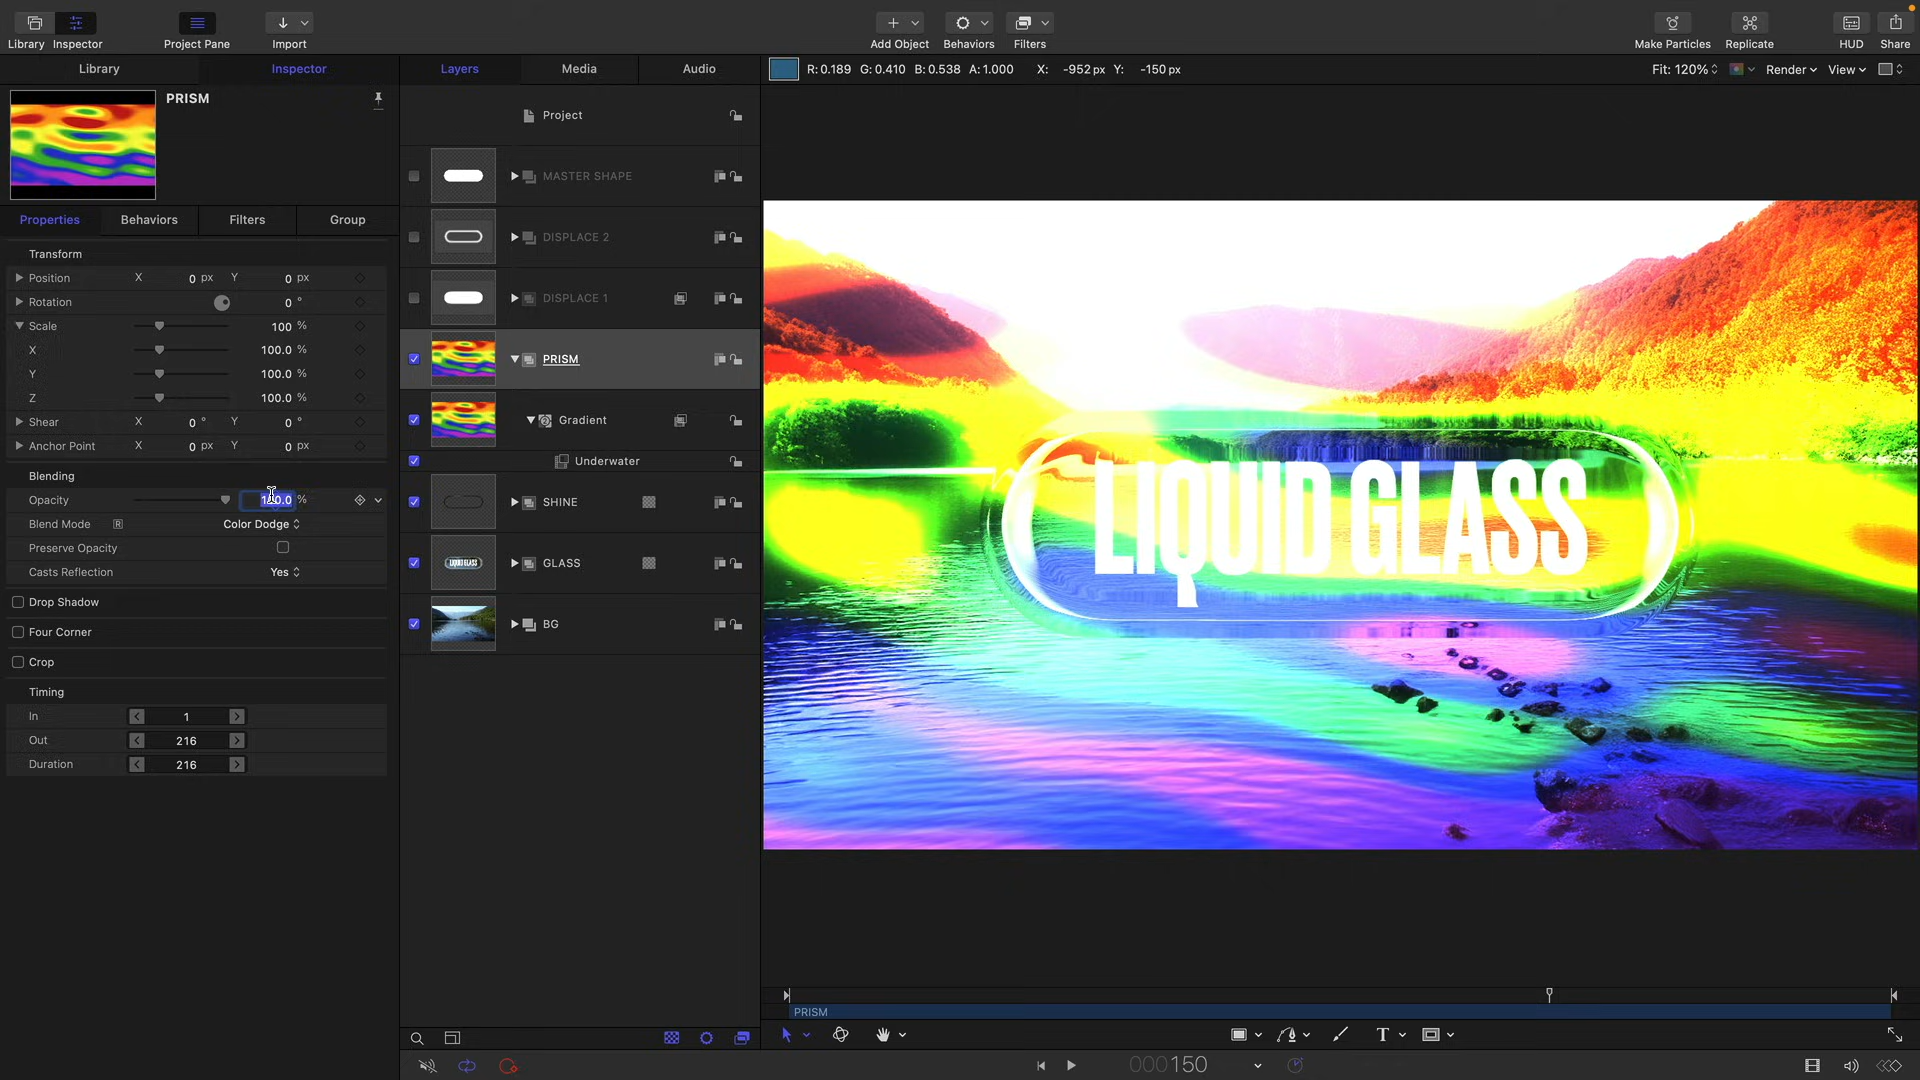 Library
Inspector
Project Pane
Import
Add Object
Behaviors
Filters
Make Particles
Replicate
HUD
Share
Library
Inspector
Layers
Media
Audio
R:0.189 G:0.410 B:0.538 A:1.000 X: -952 px Y: -150 px
Fit: 120%
Render
View
PRISM
Properties
Behaviors
Filters
Group
Transform
Position X 0 px Y 0 px
Rotation 0 °
Scale 100 %
X 100.0 %
Y 100.0 %
Z 100.0 %
Shear X 0 ° Y 0 °
Anchor Point X 0 px Y 0 px
Blending
Opacity %
Blend Mode R Color Dodge
Preserve Opacity
Casts Reflection Yes
Drop Shadow
Four Corner
Crop
Timing
In 1
Out 216
Duration 216
Project
MASTER SHAPE
DISPLACE 2
DISPLACE 1
PRISM
Gradient
Underwater
SHINE
LIQUID GLASS
GLASS
BG
LIQUID GLASS
PRISM
T
000150